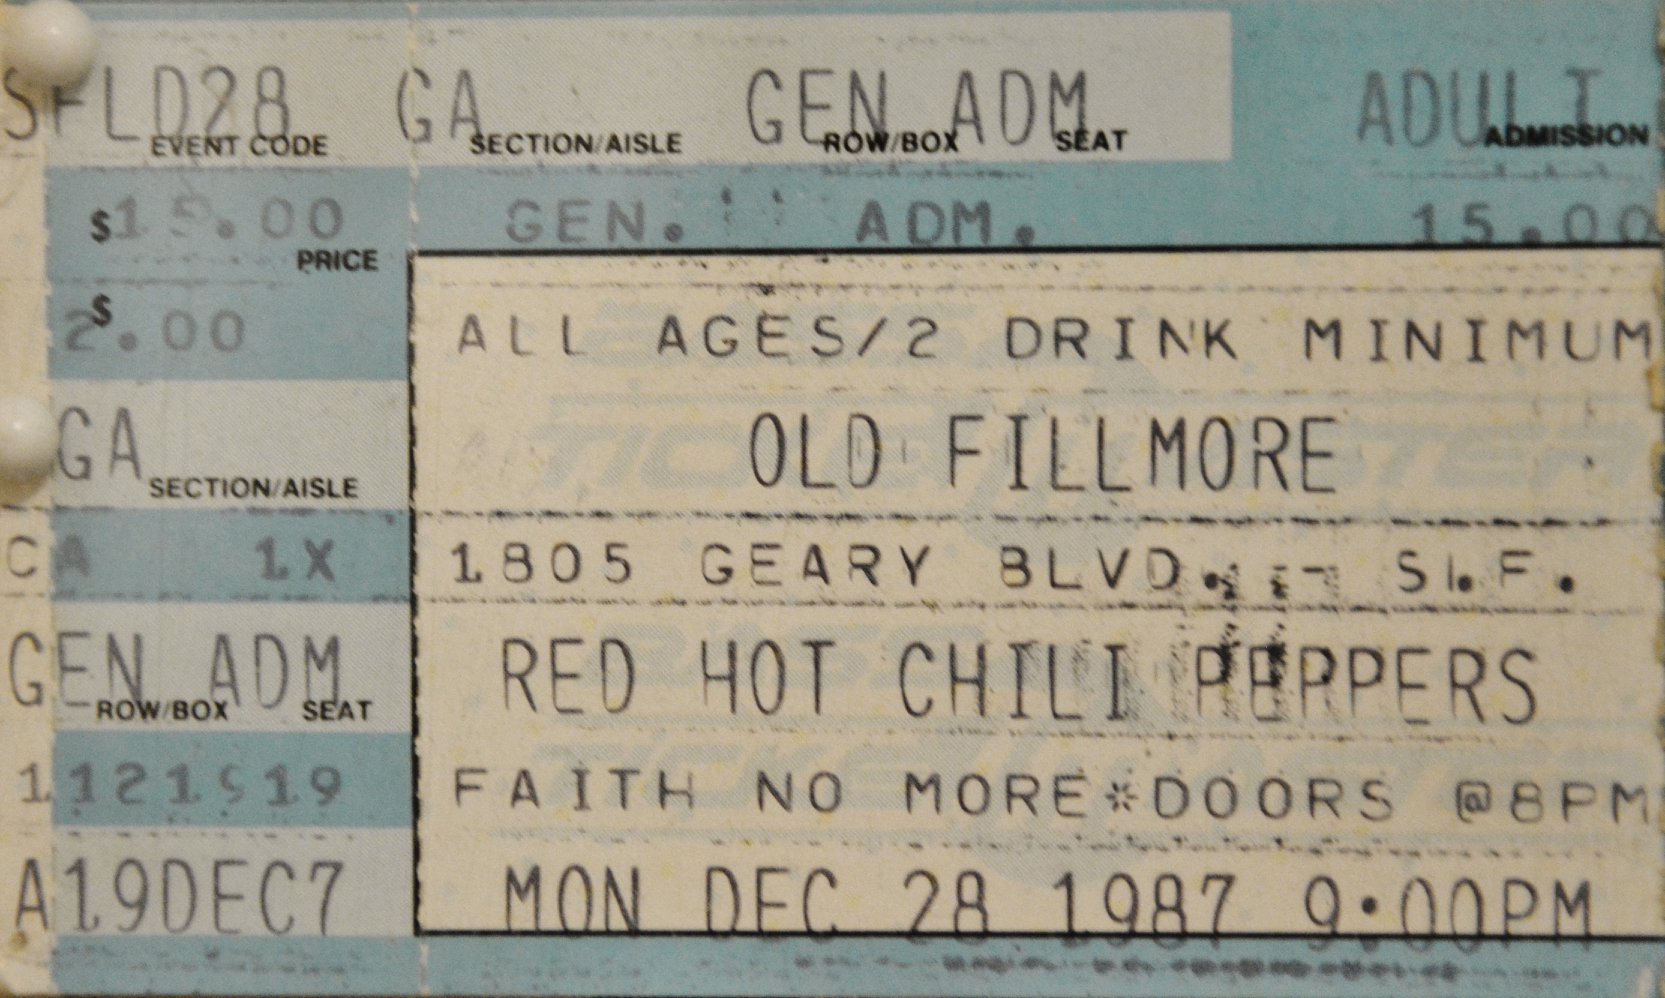 SFLD28 GA GEN ADM ADULT
EVENT CODE SECTION/AISLE ROW/BOX SEAT ADMISSION
$15.00 GEN. ADM. 15.00
PRICE
$
2.00
ALL AGES/2 DRINK MINIMUM
GA
SECTION/AISLE
OLD FILLMORE
CA 1X
1805 GEARY BLVD. - S.F.
GEN ADM
ROW/BOX SEAT
RED HOT CHILI PEPPERS
FAITH NO MORE*DOORS @8PM
A19DEC7
MON DEC 28 1987 9:00PM